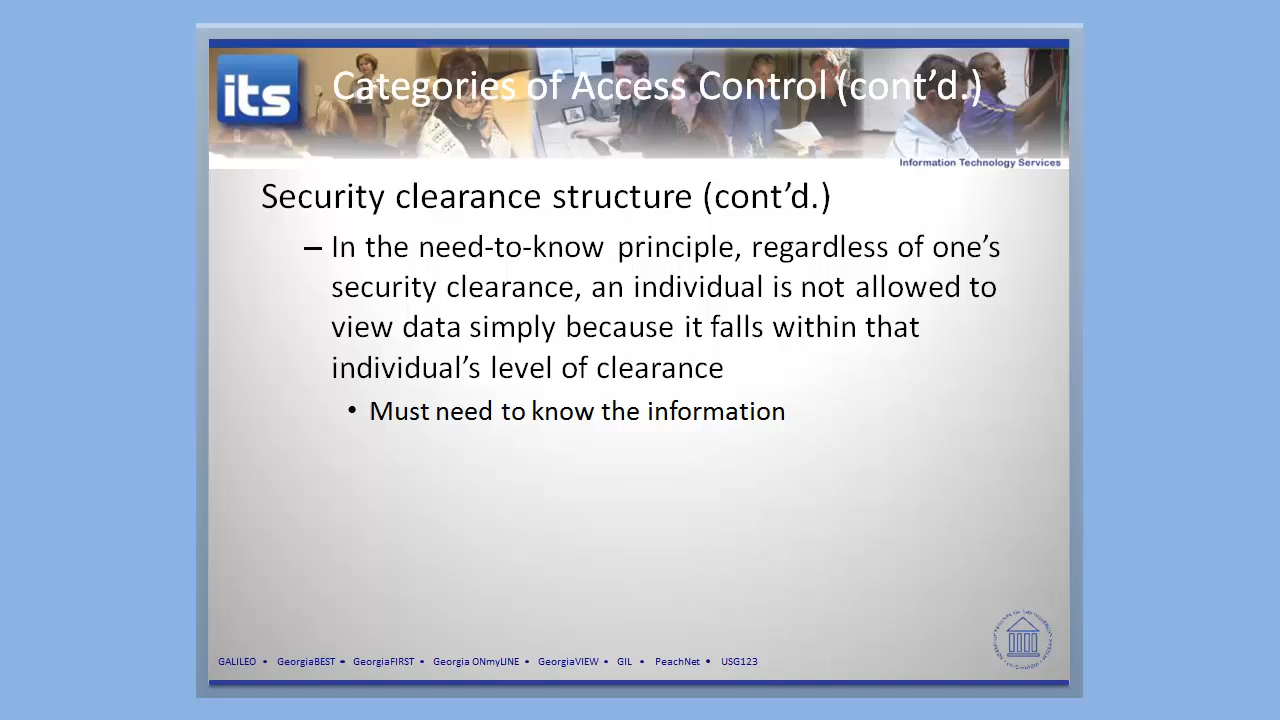 its
Categories of Access Control (cont’d.)
Information Technology Services
Security clearance structure (cont’d.)
– In the need-to-know principle, regardless of one’s
security clearance, an individual is not allowed to
view data simply because it falls within that
individual’s level of clearance
• Must need to know the information
GALILEO • GeorgiaBEST • GeorgiaFIRST • Georgia ONmyLINE • GeorgiaVIEW • GIL • PeachNet • USG123